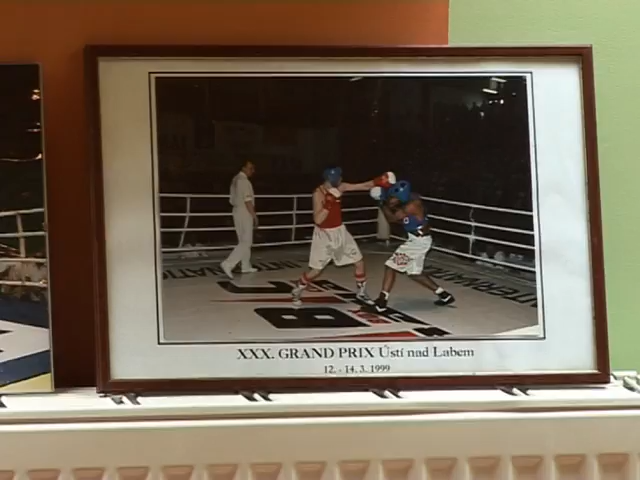 XXX. GRAND PRIX Ústí nad Labem
12. - 14. 3. 1999